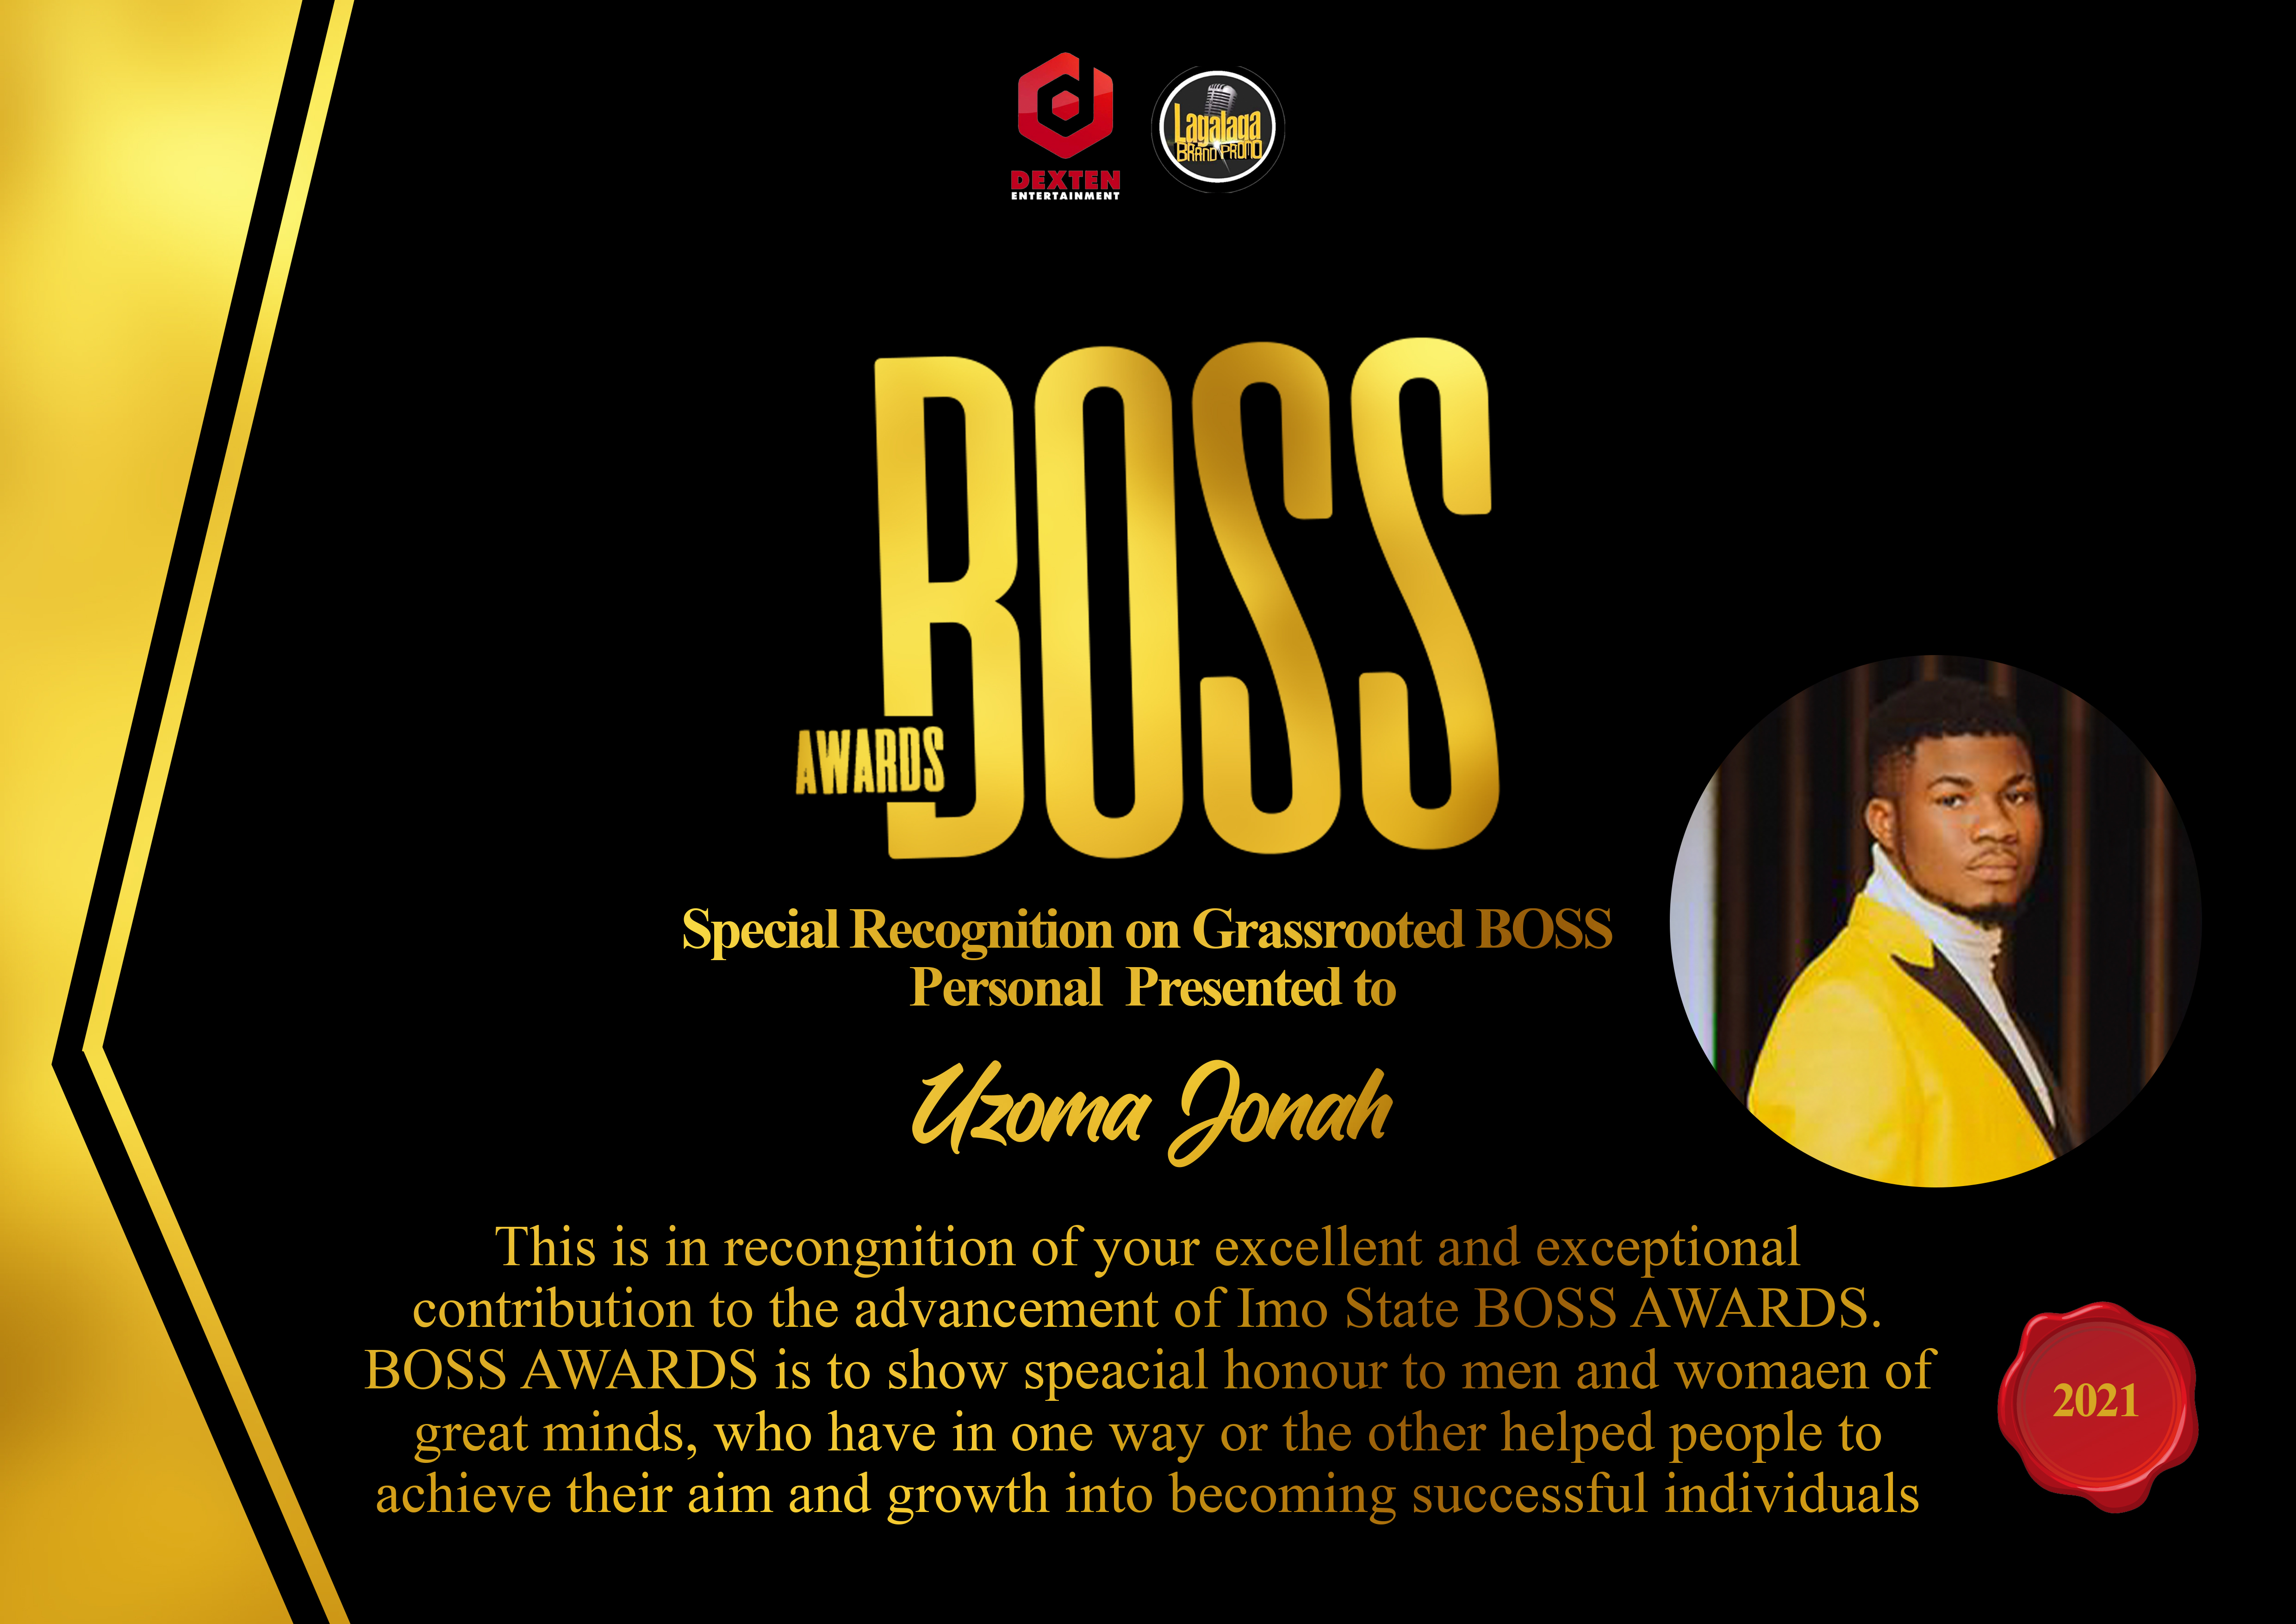 DEXTEN
ENTERTAINMENT
Lagalaga
BRAND PROMO
BOSS
AWARDS
Special Recognition on Grassrooted BOSS
Personal Presented to
Uzoma Jonah
This is in recongnition of your excellent and exceptional
contribution to the advancement of Imo State BOSS AWARDS.
BOSS AWARDS is to show speacial honour to men and womaen of
great minds, who have in one way or the other helped people to
achieve their aim and growth into becoming successful individuals
2021